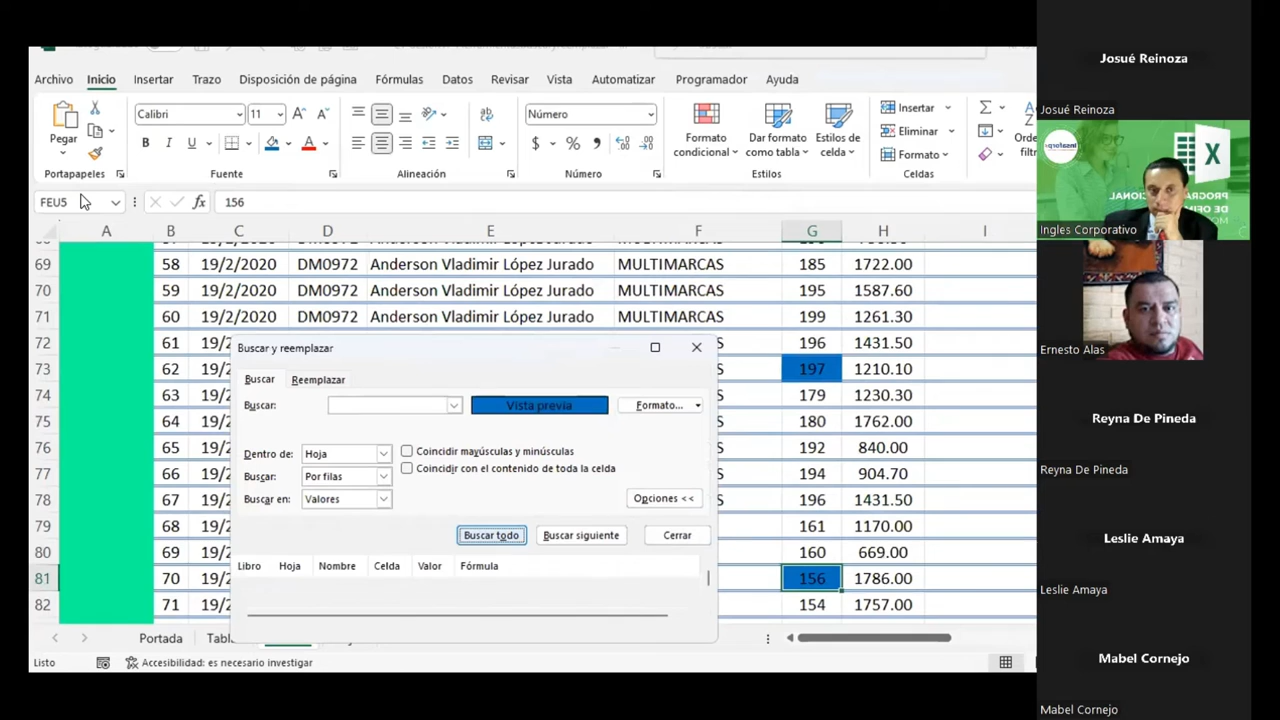 Archivo Inicio Insertar Trazo Disposición de página Fórmulas Datos Revisar Vista Automatizar Programador Ayuda
Pegar
Portapapeles
Calibri 11
N K S
Fuente
Alineación
Número
$ % 000
Número
Formato condicional
Dar formato como tabla
Estilos de celda
Estilos
Insertar
Eliminar
Formato
Celdas
FEU5 fx 156
A B C D E F G H I
69 58 19/2/2020 DM0972 Anderson Vladimir López Jurado MULTIMARCAS 185 1722.00
70 59 19/2/2020 DM0972 Anderson Vladimir López Jurado MULTIMARCAS 195 1587.60
71 60 19/2/2020 DM0972 Anderson Vladimir López Jurado MULTIMARCAS 199 1261.30
72 61 196 1431.50
73 62 197 1210.10
74 63 179 1230.30
75 64 180 1762.00
76 65 192 840.00
77 66 194 904.70
78 67 196 1431.50
79 68 161 1170.00
80 69 160 669.00
81 70 156 1786.00
82 71 154 1757.00
Buscar y reemplazar
Buscar Reemplazar
Buscar: Vista previa Formato...
Dentro de: Hoja Coincidir mayúsculas y minúsculas
Buscar: Por filas Coincidir con el contenido de toda la celda
Buscar en: Valores
Opciones <<
Buscar todo Buscar siguiente Cerrar
Libro Hoja Nombre Celda Valor Fórmula
Portada
Listo Accesibilidad: es necesario investigar
Josué Reinoza
Josué Reinoza
Ingles Corporativo
Ernesto Alas
Reyna De Pineda
Reyna De Pineda
Leslie Amaya
Leslie Amaya
Mabel Cornejo
Mabel Cornejo